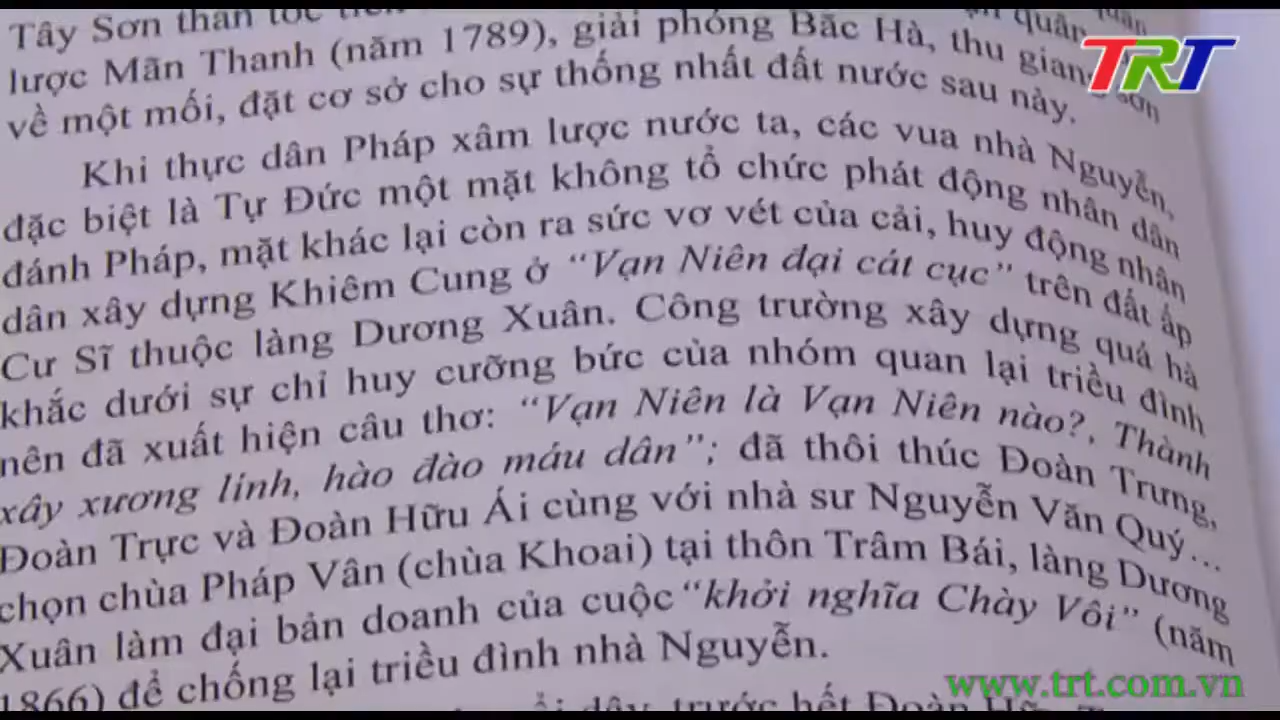 Tây Sơn thần tốc
quân
lược Mãn Thanh (năm 1789), giải phóng Bắc Hà, thu giang sơn
về một mối, đặt cơ sở cho sự thống nhất đất nước sau này.
Khi thực dân Pháp xâm lược nước ta, các vua nhà Nguyễn,
đặc biệt là Tự Đức một mặt không tổ chức phát động nhân dân
đánh Pháp, mặt khác lại còn ra sức vơ vét của cải, huy động nhân
dân xây dựng Khiêm Cung ở “Vạn Niên đại cát cục” trên đất ấp
Cư Sĩ thuộc làng Dương Xuân. Công trường xây dựng quá hà
khắc dưới sự chỉ huy cưỡng bức của nhóm quan lại triều đình
nên đã xuất hiện câu thơ: “Vạn Niên là Vạn Niên nào?, Thành
xây xương lính, hào đào máu dân”; đã thôi thúc Đoàn Trưng,
Đoàn Trực và Đoàn Hữu Ái cùng với nhà sư Nguyễn Văn Quý...
chọn chùa Pháp Vân (chùa Khoai) tại thôn Trâm Bái, làng Dương
Xuân làm đại bản doanh của cuộc “khởi nghĩa Chày Vôi” (năm
1866) để chống lại triều đình nhà Nguyễn.
dây, trước hết Đoàn
TRT
www.trt.com.vn